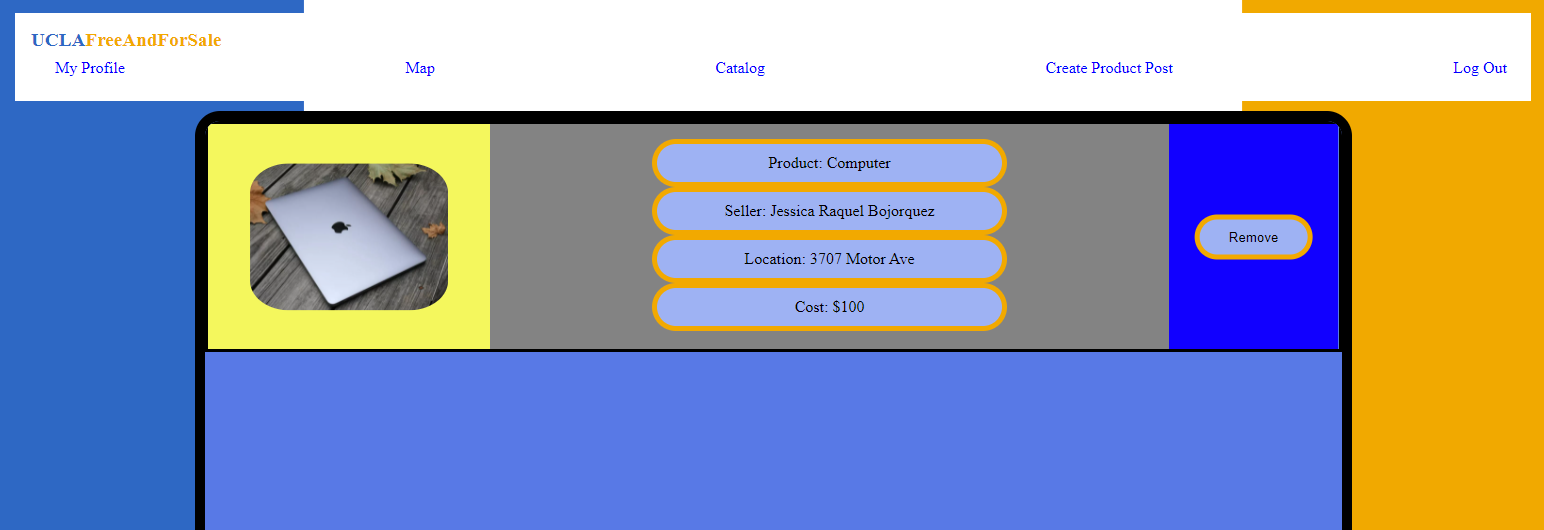 UCLAFreeAndForSale
My Profile Map Catalog Create Product Post Log Out
Product: Computer
Seller: Jessica Raquel Bojorquez
Location: 3707 Motor Ave
Cost: $100
Remove